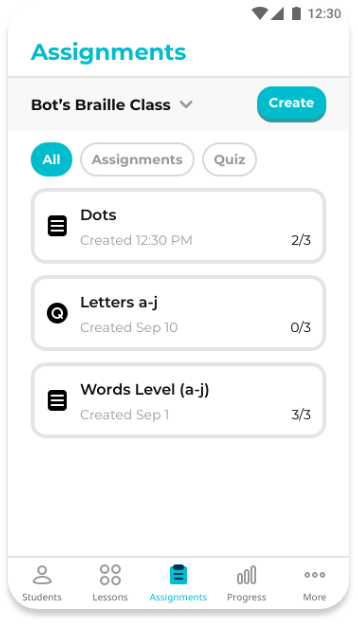 12:30
Assignments
Bot's Braille Class
Create
All
Assignments
Quiz
Dots
Created 12:30 PM
2/3
Q
Letters a-j
Created Sep 10
0/3
Words Level (a-j)
Created Sep 1
3/3
Students
Lessons
Assignments
Progress
More